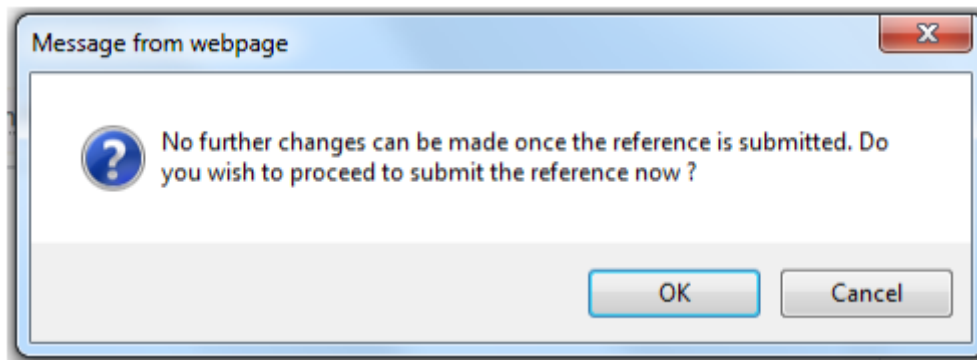 Message from webpage
No further changes can be made once the reference is submitted. Do
you wish to proceed to submit the reference now ?
OK
Cancel